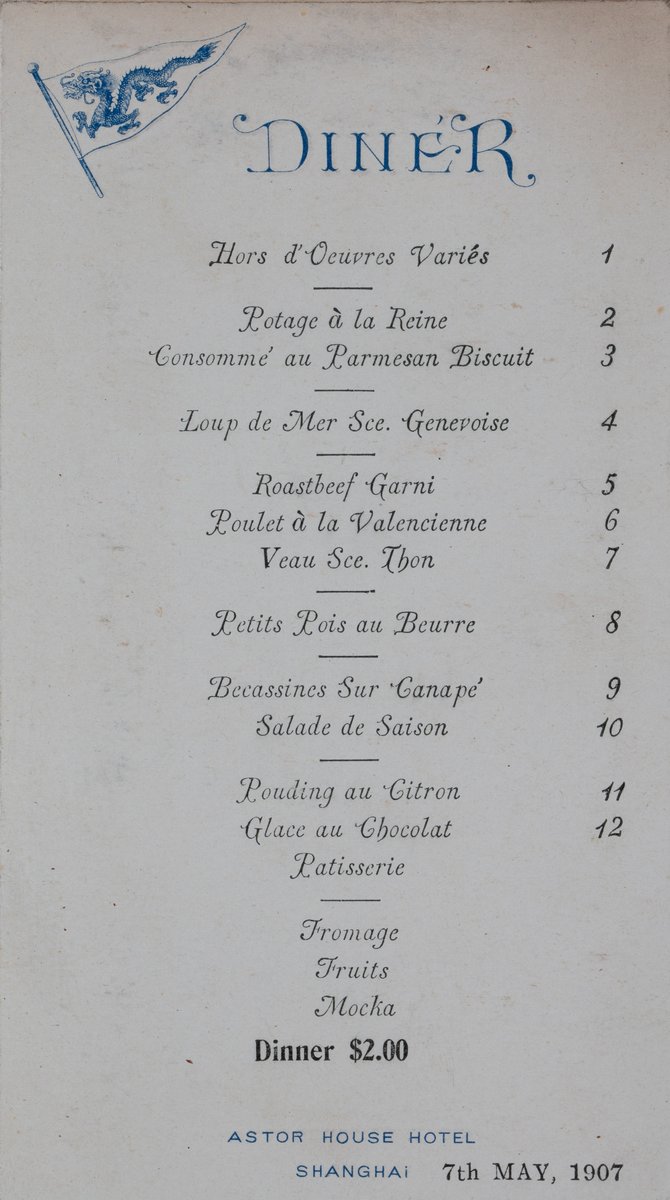 DINÉR
Hors d'Oeuvres Variés 1
Potage à la Reine 2
Consommé au Parmesan Biscuit 3
Loup de Mer Sce. Genevoise 4
Roastbeef Garni 5
Poulet à la Valencienne 6
Veau Sce. Thon 7
Petits Pois au Beurre 8
Becassines Sur Canapé 9
Salade de Saison 10
Pouding au Citron 11
Glace au Chocolat 12
Patisserie
Fromage
Fruits
Mocka
Dinner $2.00
ASTOR HOUSE HOTEL
SHANGHAi 7th MAY, 1907